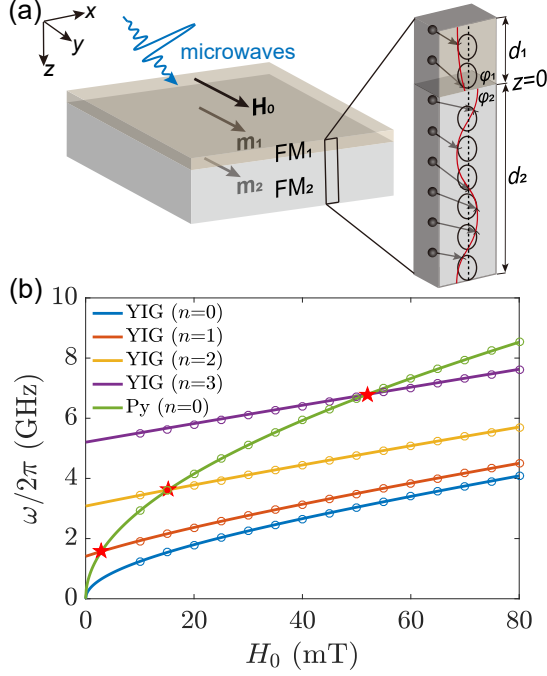 (a)
x
y
z
microwaves
H₀
m₁
m₂
FM₁
FM₂
d₁
z=0
φ₁
φ₂
d₂
(b)
10
8
6
4
2
0
ω/2π (GHz)
YIG (n=0)
YIG (n=1)
YIG (n=2)
YIG (n=3)
Py (n=0)
0 20 40 60 80
H₀ (mT)